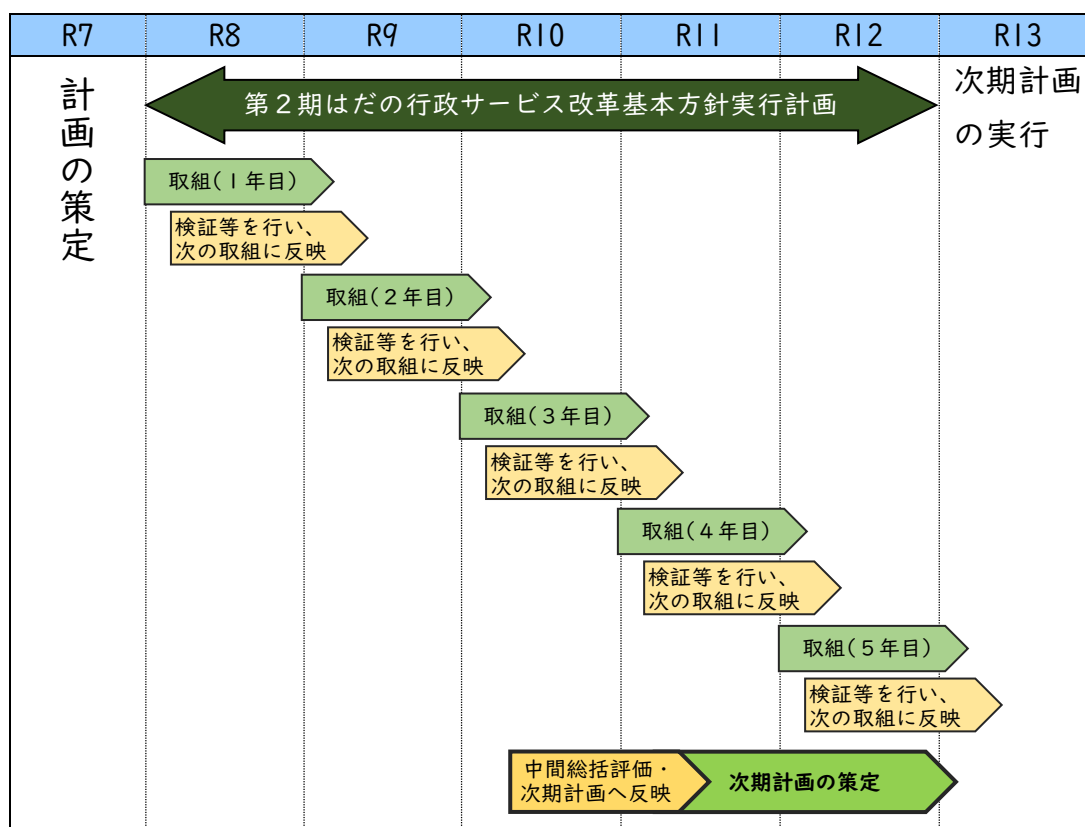 R7 R8 R9 R10 R11 R12 R13
計画の策定
第２期はだの行政サービス改革基本方針実行計画
次期計画
の実行
取組(１年目)
検証等を行い、
次の取組に反映
取組(２年目)
検証等を行い、
次の取組に反映
取組(３年目)
検証等を行い、
次の取組に反映
取組(４年目)
検証等を行い、
次の取組に反映
取組(５年目)
検証等を行い、
次の取組に反映
中間総括評価・
次期計画へ反映
次期計画の策定